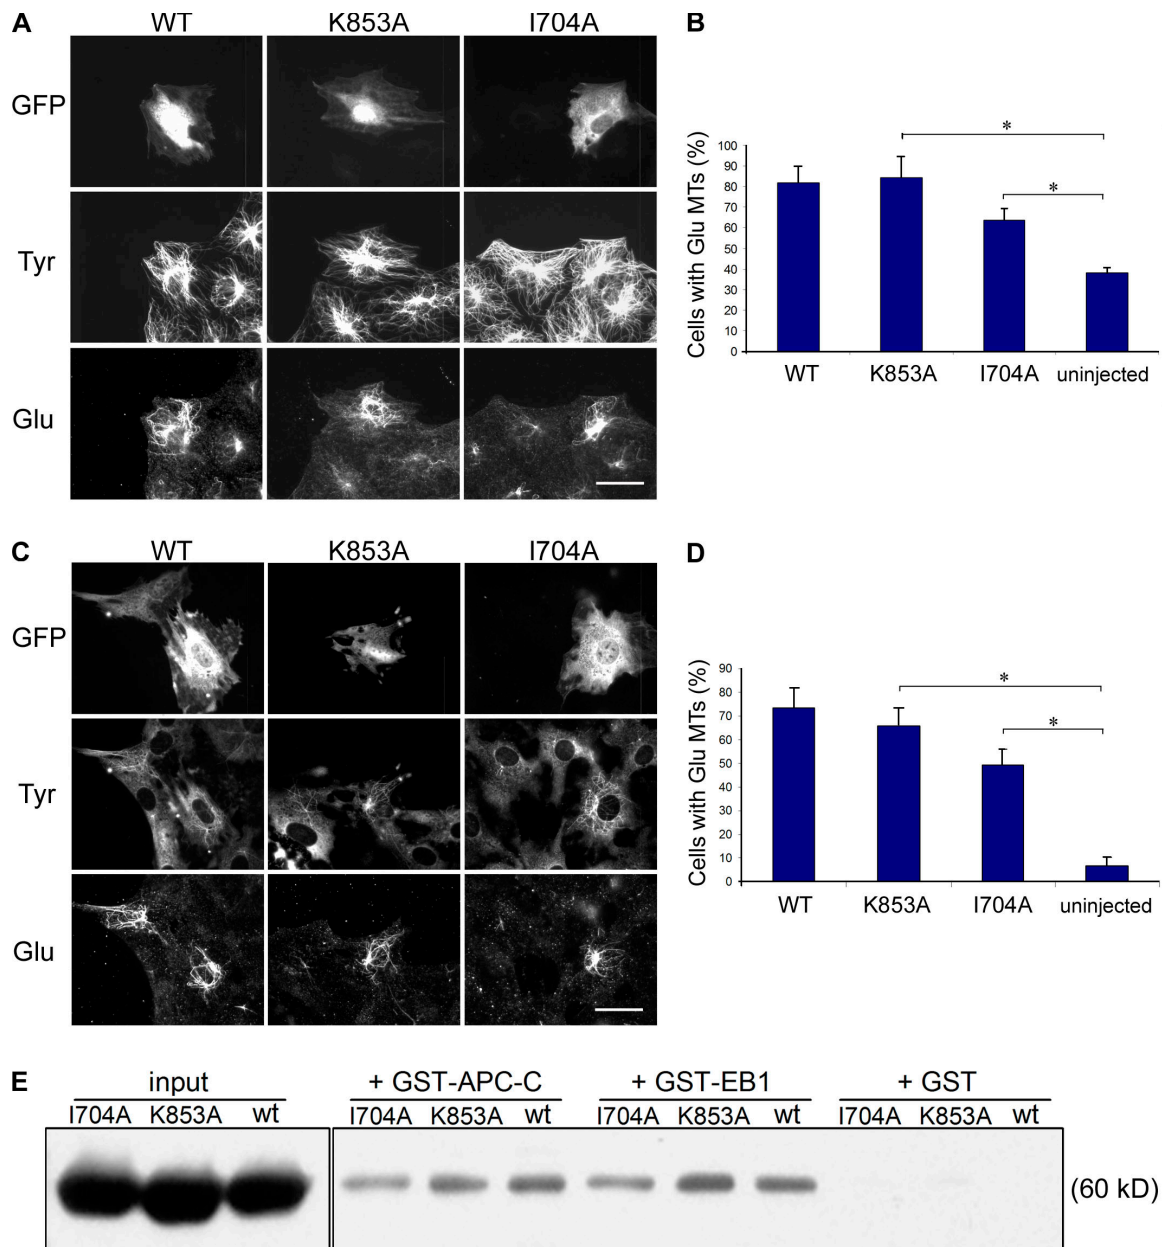 A WT K853A I704A
GFP
Tyr
Glu
B
Cells with Glu MTs (%)
100
90
80
70
60
50
40
30
20
10
0
*
*
WT K853A I704A uninjected
C WT K853A I704A
GFP
Tyr
Glu
D
Cells with Glu MTs (%)
90
80
70
60
50
40
30
20
10
0
*
*
WT K853A I704A uninjected
E input + GST-APC-C + GST-EB1 + GST
I704A K853A wt I704A K853A wt I704A K853A wt I704A K853A wt
(60 kD)